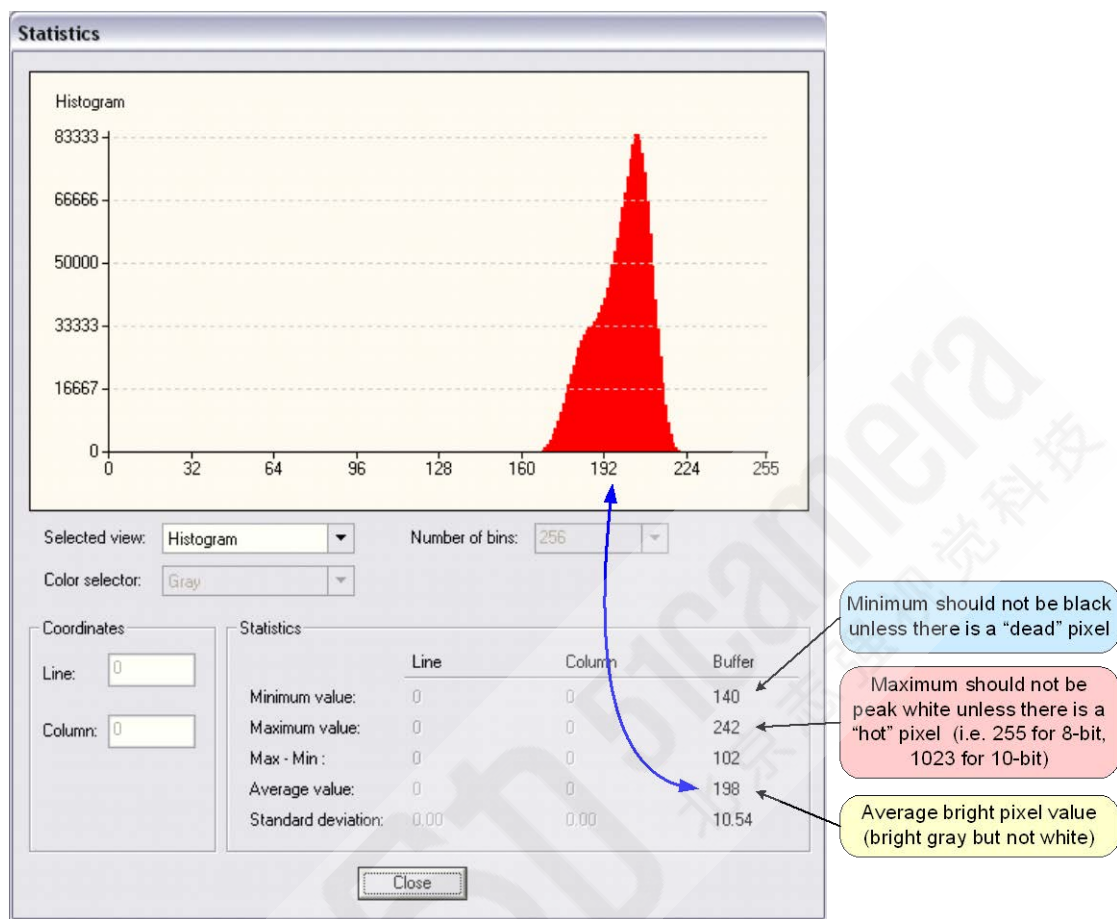 Statistics
Histogram
83333
66666
50000
33333
16667
0
0 32 64 96 128 160 192 224 255
Selected view: Histogram Number of bins: 256
Color selector: Gray
Coordinates
Line: 0
Column: 0
Statistics
Line Column Buffer
Minimum value: 0 0 140
Maximum value: 0 0 242
Max - Min : 0 0 102
Average value: 0 0 198
Standard deviation: 0.00 0.00 10.54
Close
Minimum should not be black
unless there is a “dead” pixel
Maximum should not be
peak white unless there is a
“hot” pixel (i.e. 255 for 8-bit,
1023 for 10-bit)
Average bright pixel value
(bright gray but not white)
51camera